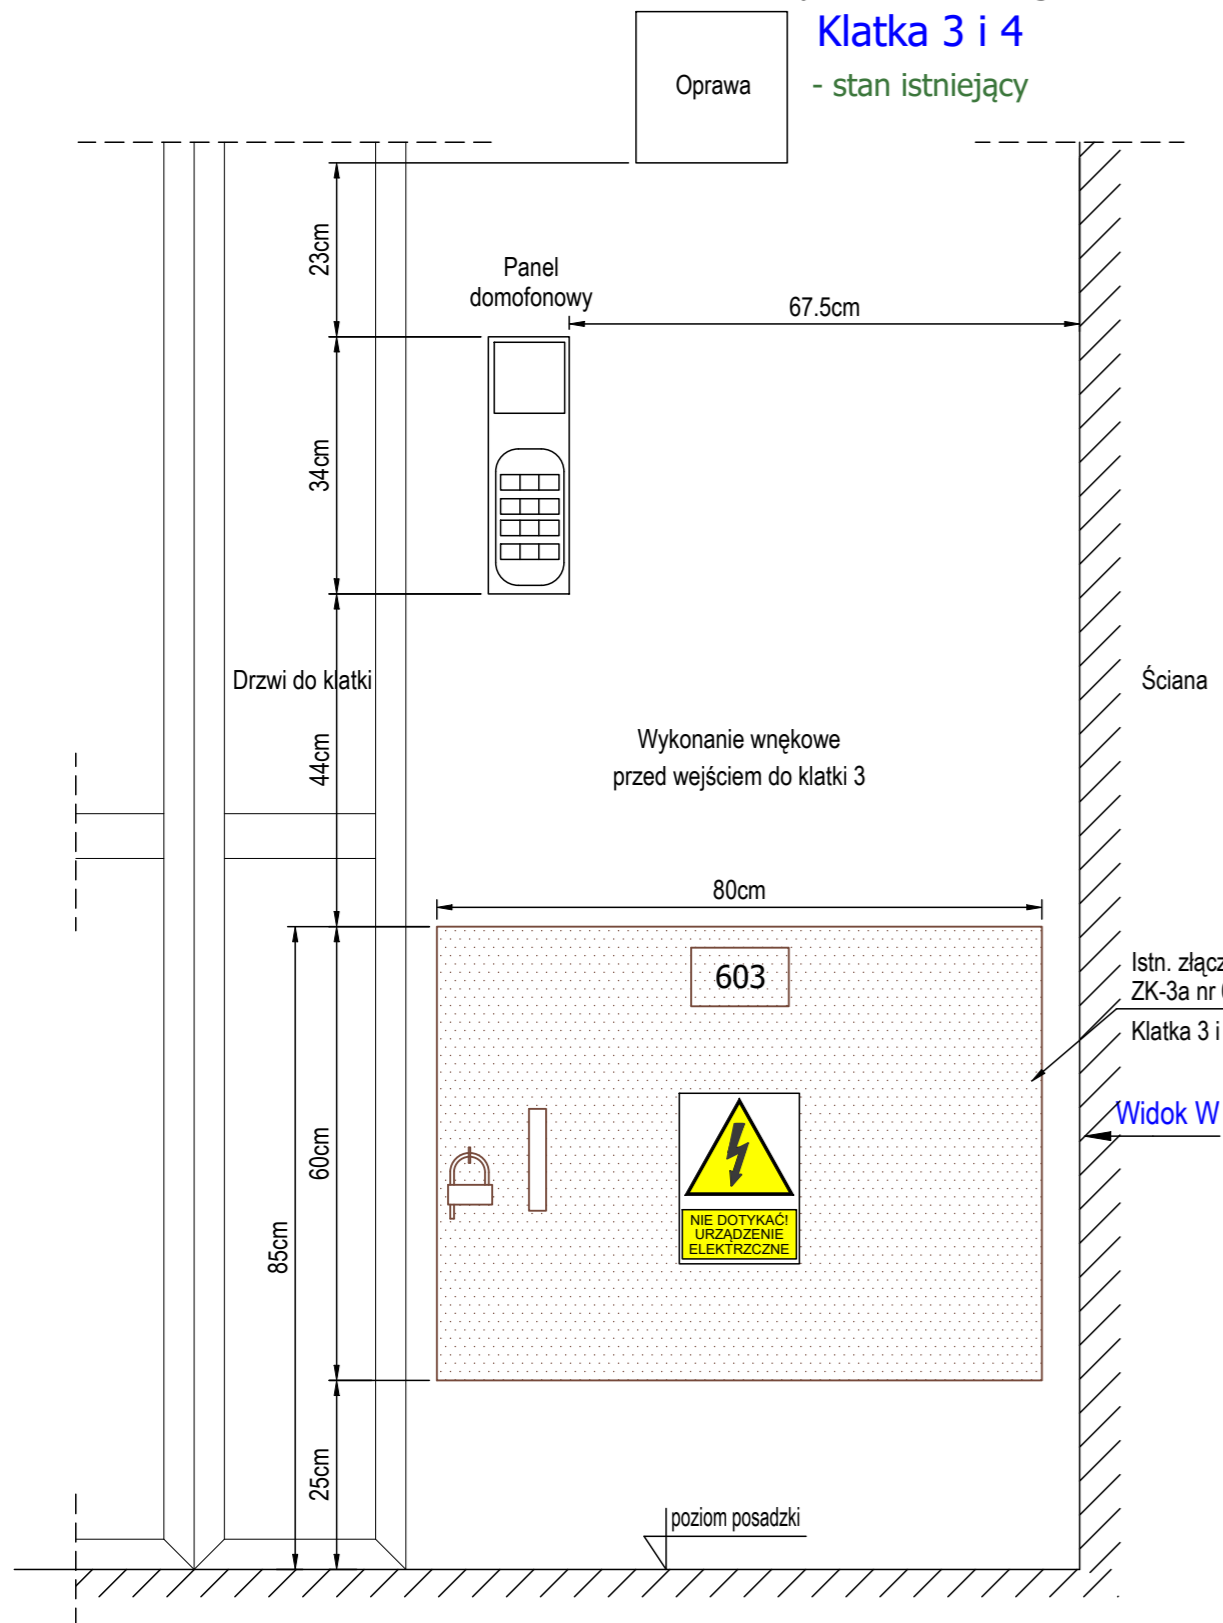 Klatka 3 i 4
- stan istniejący
Oprawa
23cm
Panel
domofonowy
67.5cm
34cm
Drzwi do klatki
Ściana
44cm
Wykonanie wnękowe
przed wejściem do klatki 3
80cm
603
Istn.
ZK-3a nr
Klatka 3 i
Widok W
60cm
NIE DOTYKAĆ!
URZĄDZENIE
ELEKTRZCZNE
85cm
25cm
poziom posadzki